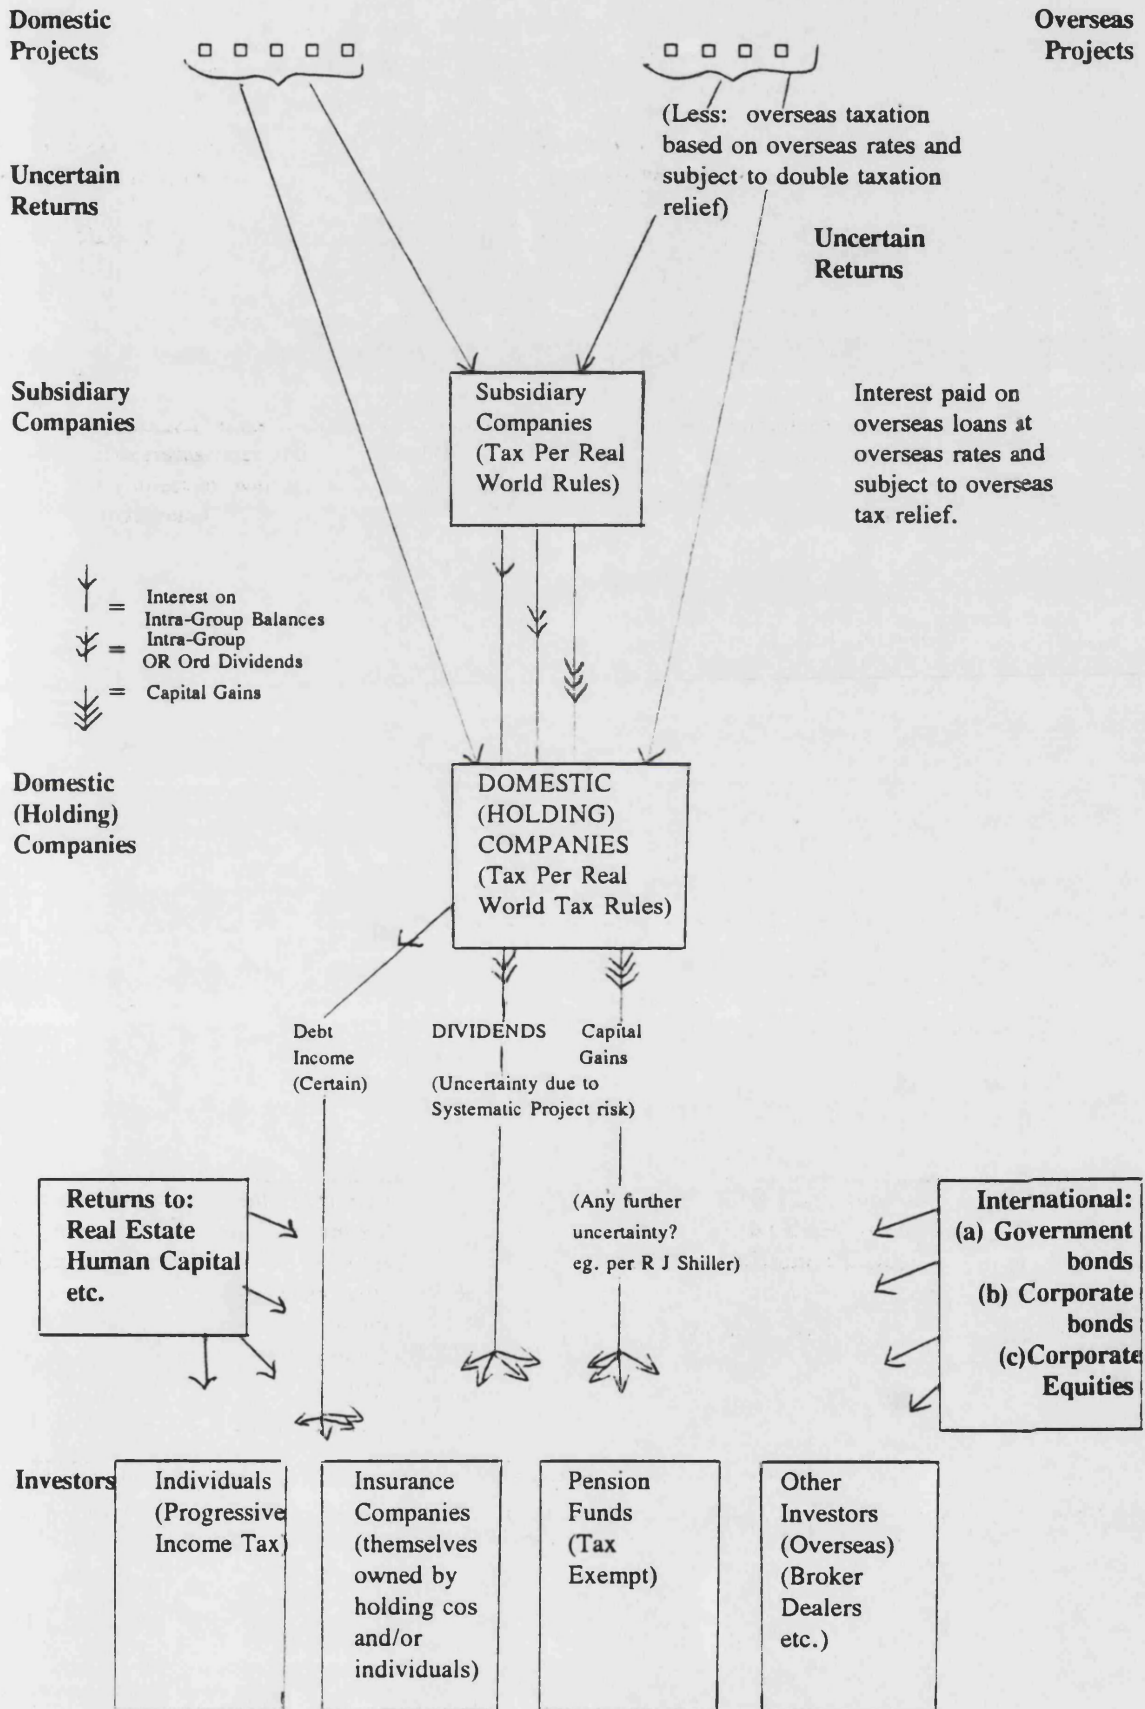 Domestic
Projects
Overseas
Projects
(Less: overseas taxation
based on overseas rates and
subject to double taxation
relief)
Uncertain
Returns
Uncertain
Returns
Subsidiary
Companies
Subsidiary
Companies
(Tax Per Real
World Rules)
Interest paid on
overseas loans at
overseas rates and
subject to overseas
tax relief.
= Interest on
Intra-Group Balances
= Intra-Group
OR Ord Dividends
= Capital Gains
Domestic
(Holding)
Companies
DOMESTIC
(HOLDING)
COMPANIES
(Tax Per Real
World Tax Rules)
Debt
Income
(Certain)
DIVIDENDS
Capital
Gains
(Uncertainty due to
Systematic Project risk)
Returns to:
Real Estate
Human Capital
etc.
(Any further
uncertainty?
eg. per R J Shiller)
International:
(a) Government
bonds
(b) Corporate
bonds
(c)Corporate
Equities
Investors
Individuals
(Progressive
Income Tax)
Insurance
Companies
(themselves
owned by
holding cos
and/or
individuals)
Pension
Funds
(Tax
Exempt)
Other
Investors
(Overseas)
(Broker
Dealers
etc.)